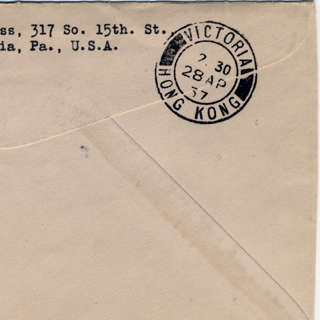 ss, 317 So. 15th. St.
ia, Pa., U.S.A.
VICTORIA
2. 30
28 AP
37
HONG KONG